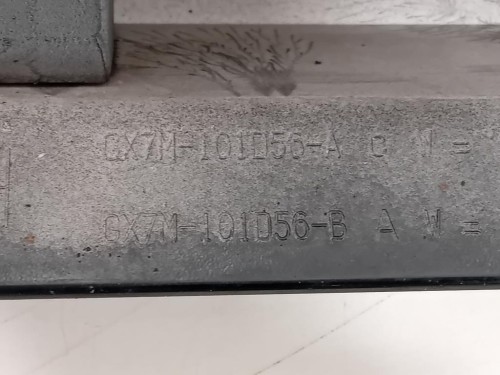 GX7M-101D56-A c W =
GX7M-101D56-B A W =